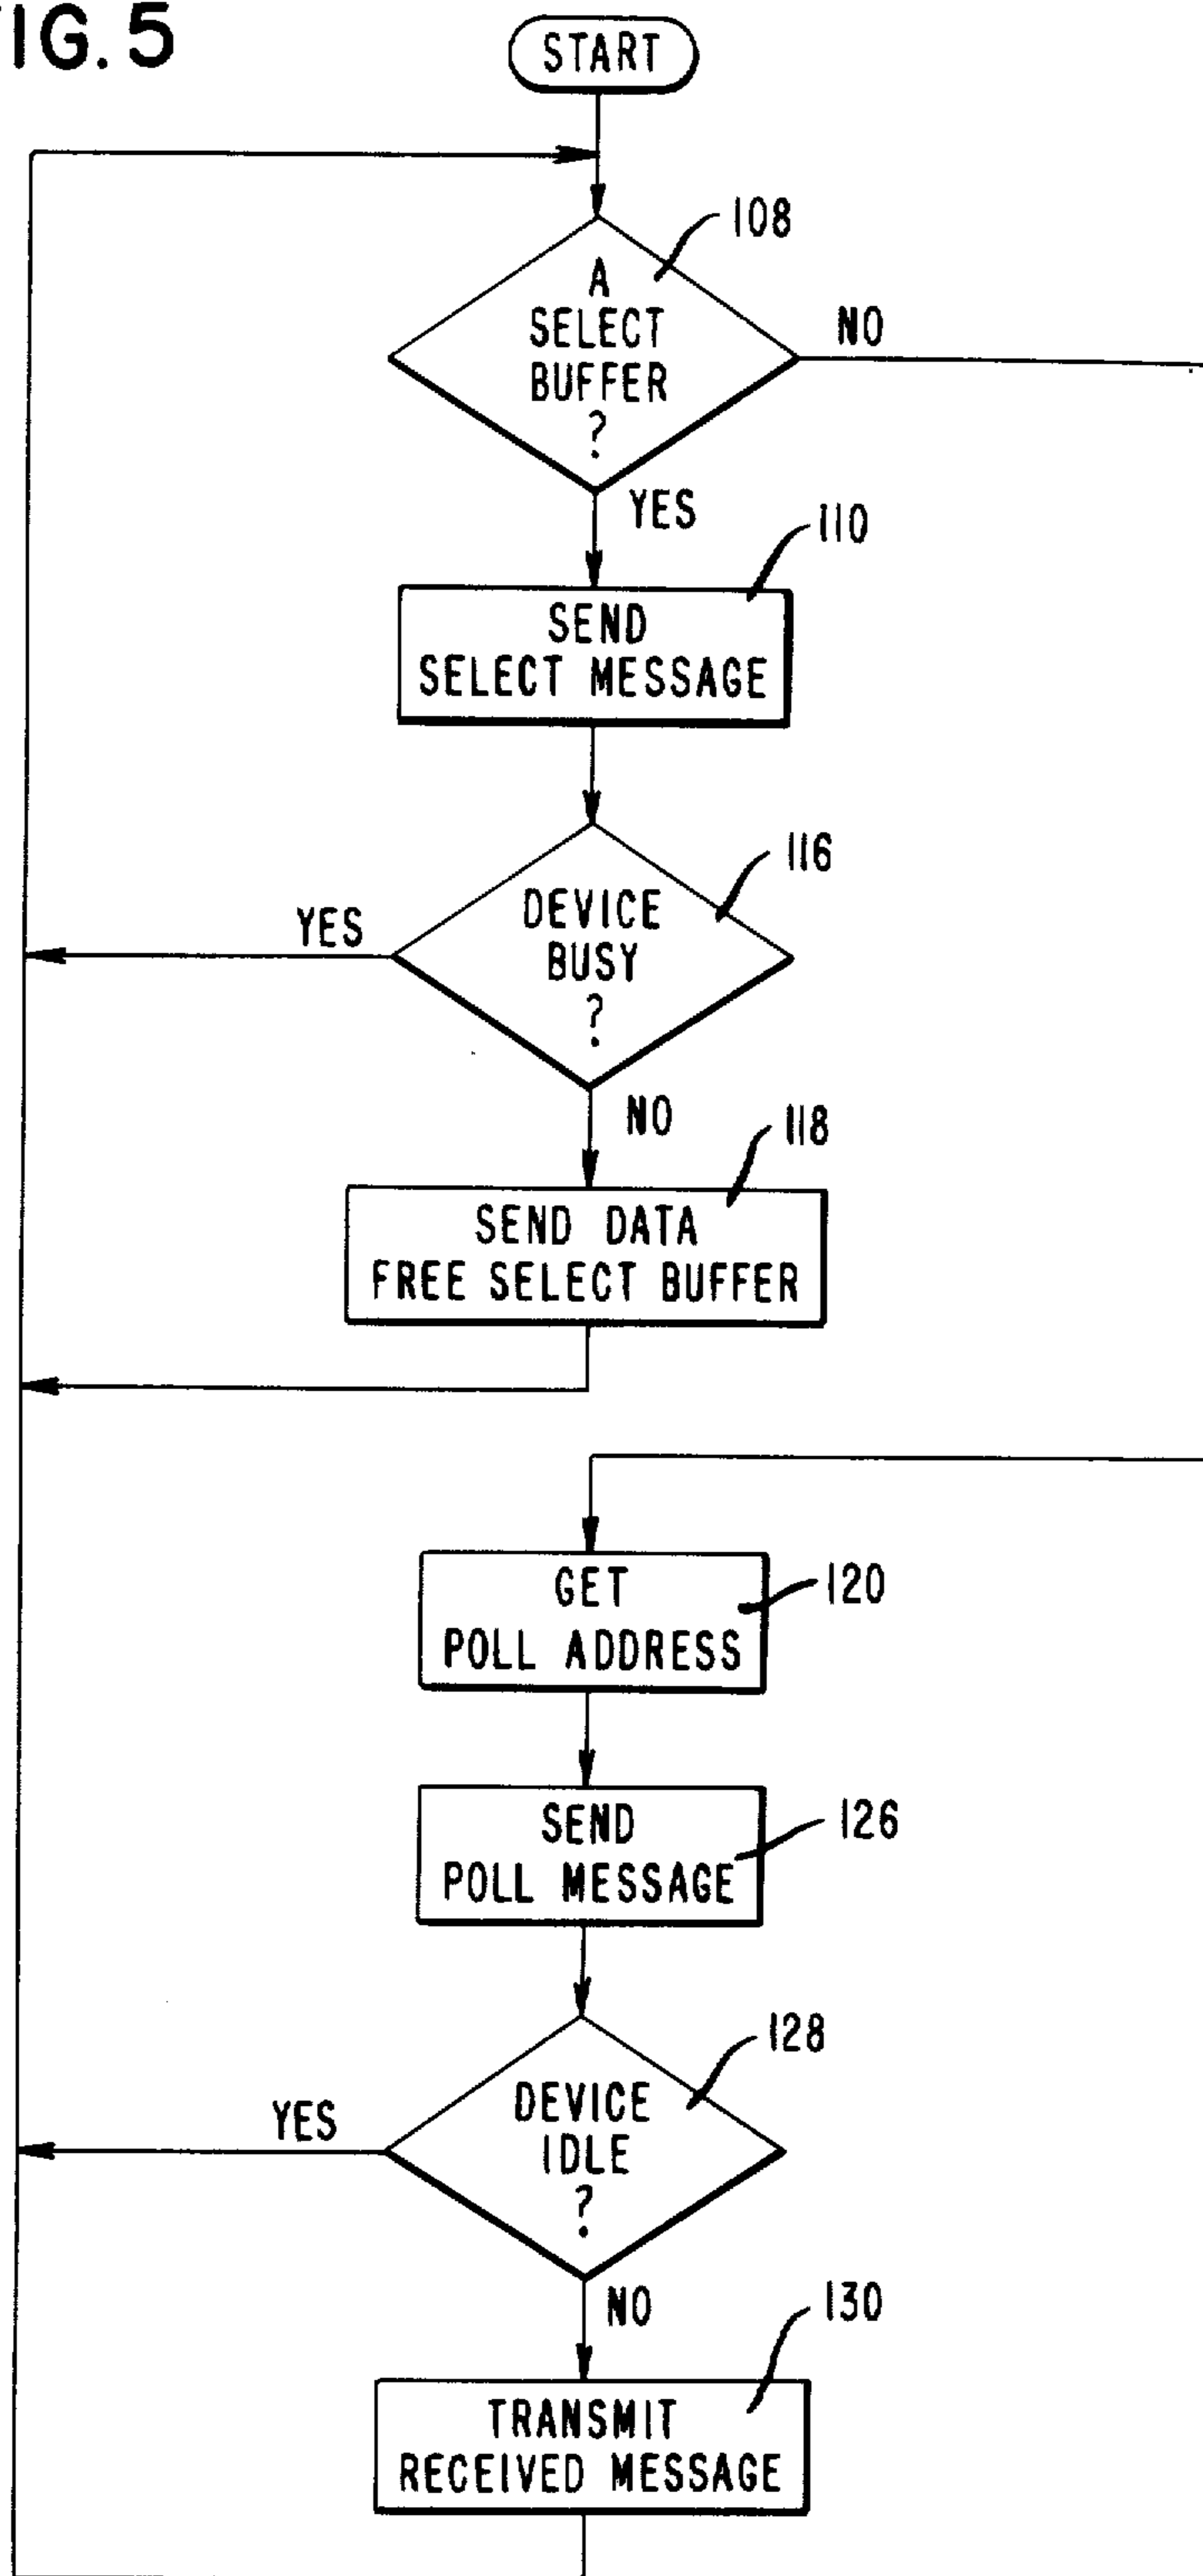 FIG. 5
START
108
A
SELECT
BUFFER
?
NO
YES
110
SEND
SELECT MESSAGE
116
DEVICE
BUSY
?
YES
NO
118
SEND DATA
FREE SELECT BUFFER
GET
POLL ADDRESS
120
SEND
POLL MESSAGE
126
128
DEVICE
IDLE
?
YES
NO
130
TRANSMIT
RECEIVED MESSAGE